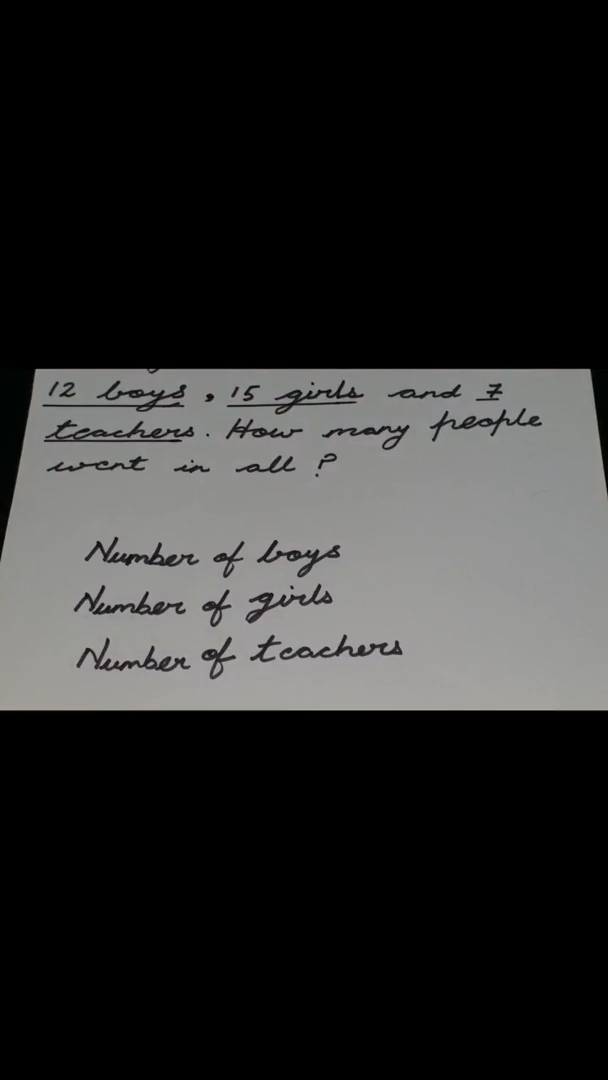 12 boys, 15 girls and 7
teachers. How many people
went in all ?
Number of boys
Number of girls
Number of teachers